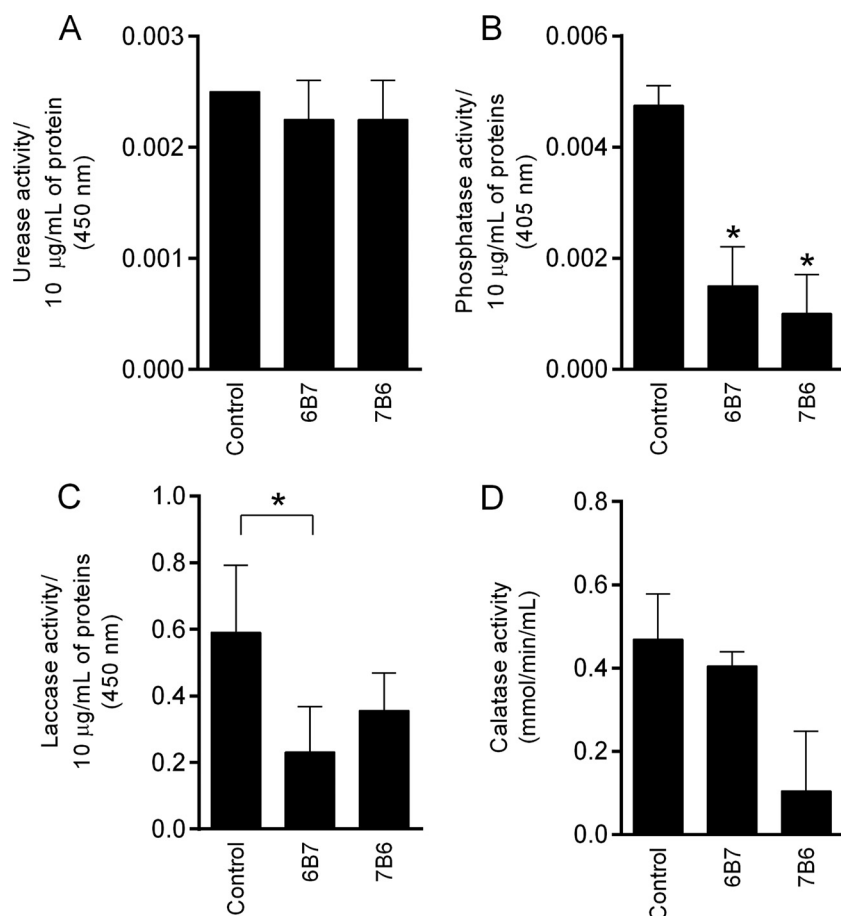 A
Urease activity/
10 μg/mL of protein
(450 nm)
0.003
0.002
0.001
0.000
Control
6B7
7B6
B
Phosphatase activity/
10 μg/mL of proteins
(405 nm)
0.006
0.004
0.002
0.000
*
*
Control
6B7
7B6
C
Laccase activity/
10 μg/mL of proteins
(450 nm)
1.0
0.8
0.6
0.4
0.2
0.0
*
Control
6B7
7B6
D
Calatase activity
(mmol/min/mL)
0.8
0.6
0.4
0.2
0.0
Control
6B7
7B6